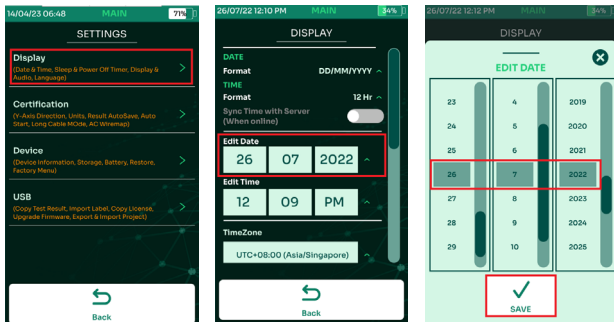 14/04/23 06:48 MAIN 71%
SETTINGS
Display
(Date & Time, Sleep & Power Off Timer, Display & Audio, Language)
Certification
(Y-Axis Direction, Units, Result AutoSave, Auto Start, Long Cable MOde, AC Wiremap)
Device
(Device Information, Storage, Battery, Restore, Factory Menu)
USB
(Copy Test Result, Import Label, Copy License, Upgrade Firmware, Export & Import Project)
Back
26/07/22 12:10 PM MAIN 34%
DISPLAY
DATE
Format DD/MM/YYYY
TIME
Format 12 Hr
Sync Time with Server
(When online)
Edit Date
26 07 2022
Edit Time
12 09 PM
TimeZone
UTC+08:00 (Asia/Singapore)
Back
26/07/22 12:12 PM MAIN 34%
DISPLAY
EDIT DATE
23 4 2019
24 5 2020
25 6 2021
26 7 2022
27 8 2023
28 9 2024
29 10 2025
SAVE